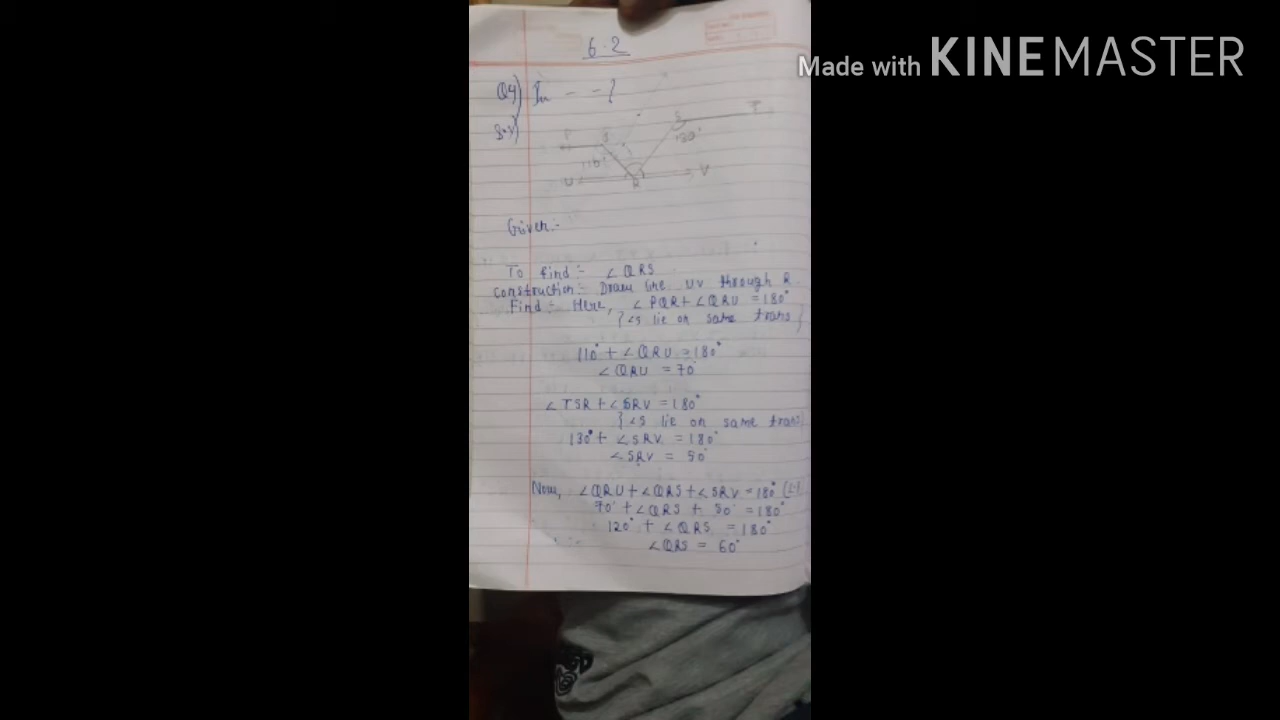 Made with KINEMASTER
6.2
Q4) In - - }
P
S
T
110°
130°
U
R
V
Given:-
To find:- ∠QRS
Construction:- Draw line UV through R.
Find:- Here, ∠PQR + ∠QRU = 180°
{∠s lie on same trans}
110° + ∠QRU = 180°
∠QRU = 70°
∠TSR + ∠SRV = 180°
{∠s lie on same trans}
130° + ∠SRV = 180°
∠SRV = 50°
Now, ∠QRU + ∠QRS + ∠SRV = 180°
70° + ∠QRS + 50° = 180°
120° + ∠QRS = 180°
∠QRS = 60°